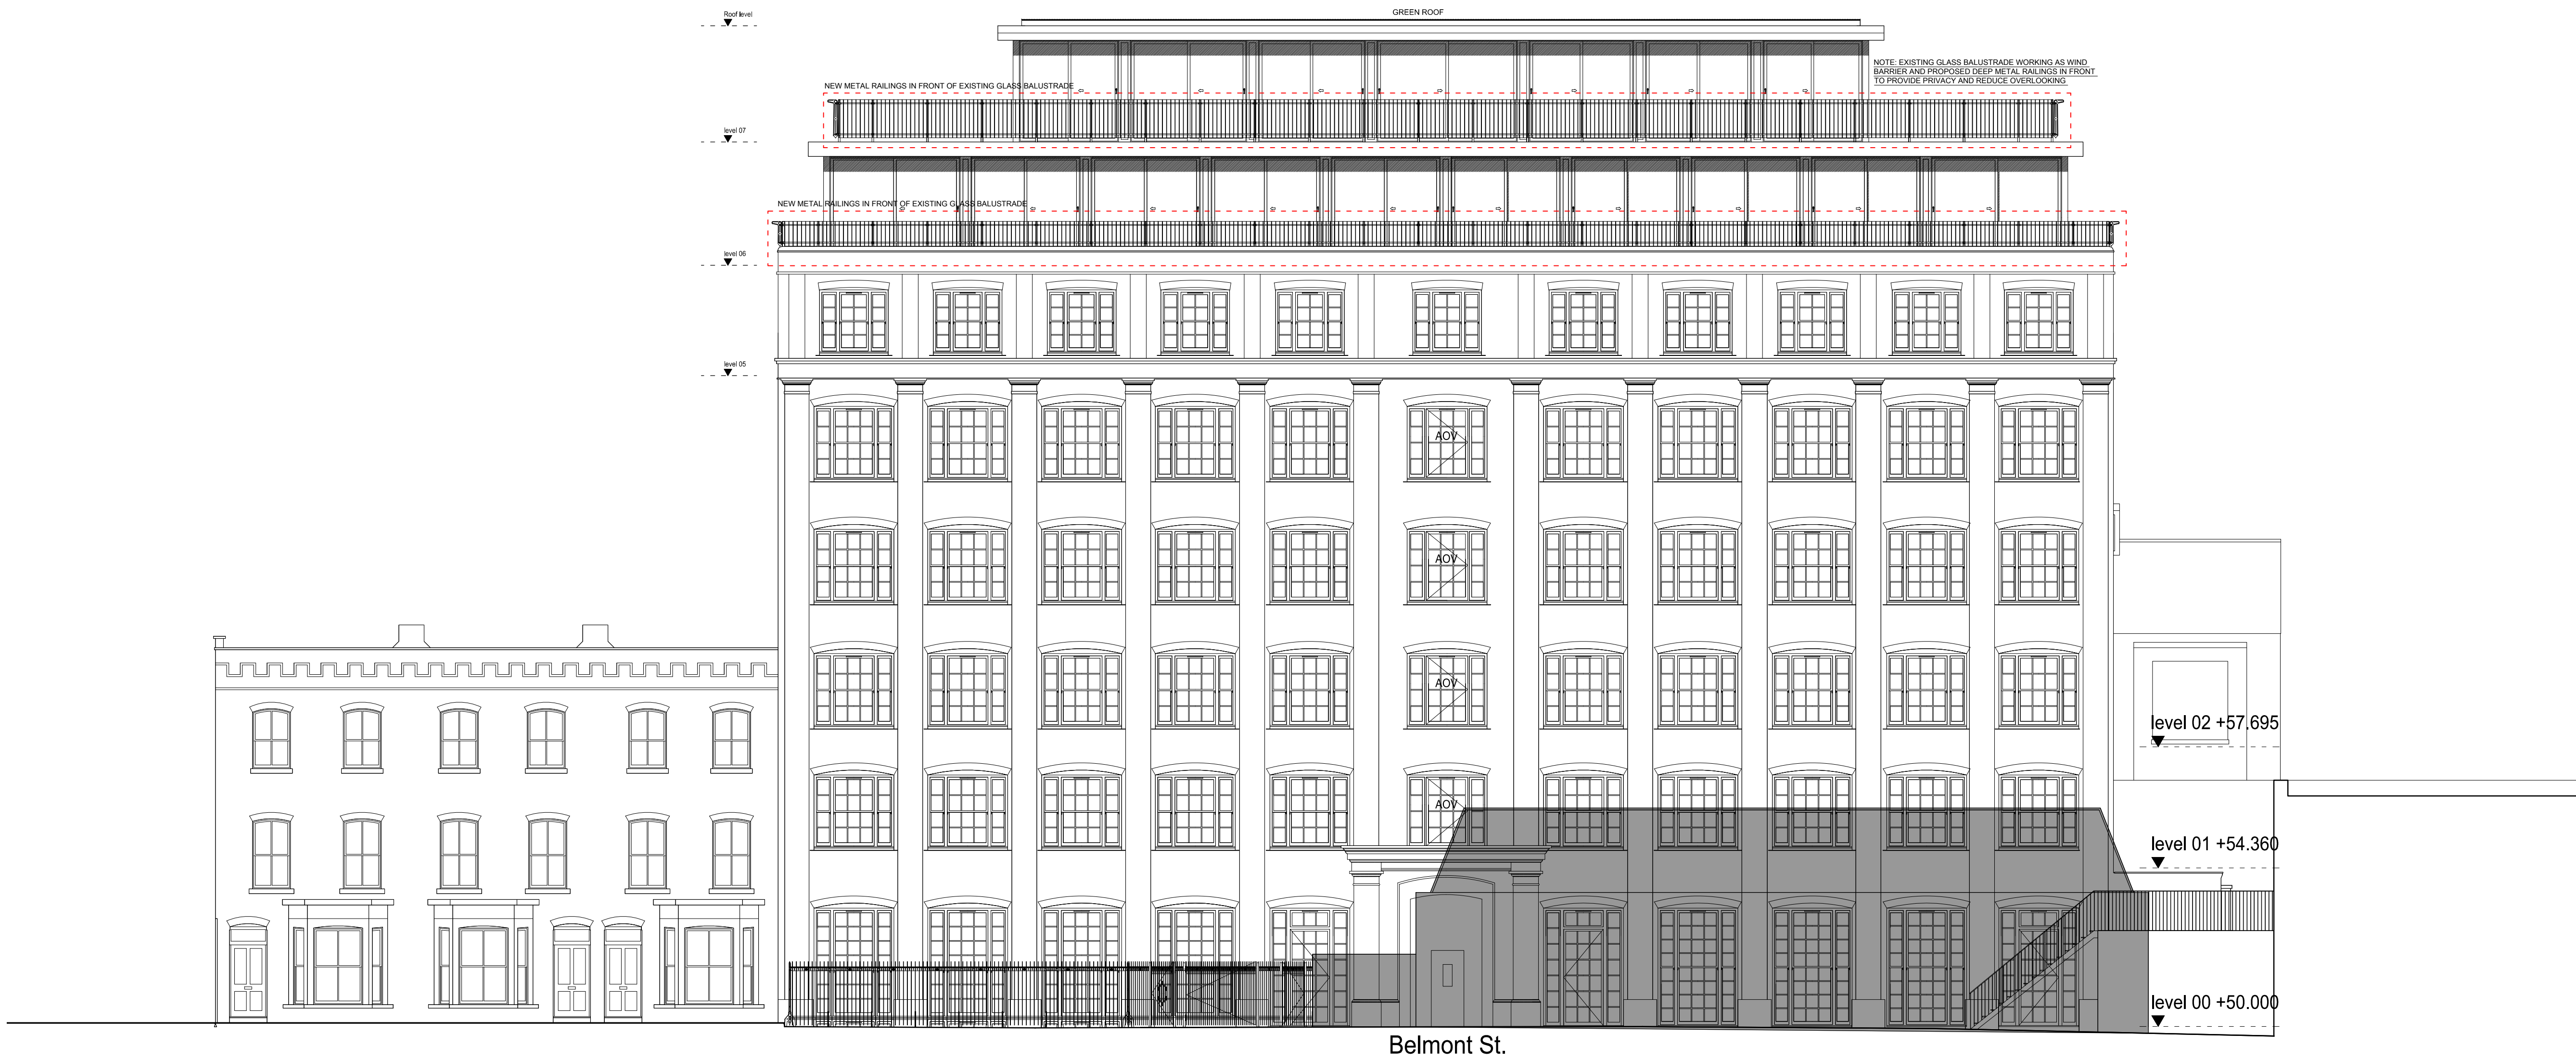 Roof level
GREEN ROOF
NOTE: EXISTING GLASS BALUSTRADE WORKING AS WIND
BARRIER AND PROPOSED DEEP METAL RAILINGS IN FRONT
TO PROVIDE PRIVACY AND REDUCE OVERLOOKING
NEW METAL RAILINGS IN FRONT OF EXISTING GLASS BALUSTRADE
level 07
NEW METAL RAILINGS IN FRONT OF EXISTING GLASS BALUSTRADE
level 06
level 05
AOV
AOV
AOV
level 02 +57.695
AOV
level 01 +54.360
level 00 +50.000
Belmont St.